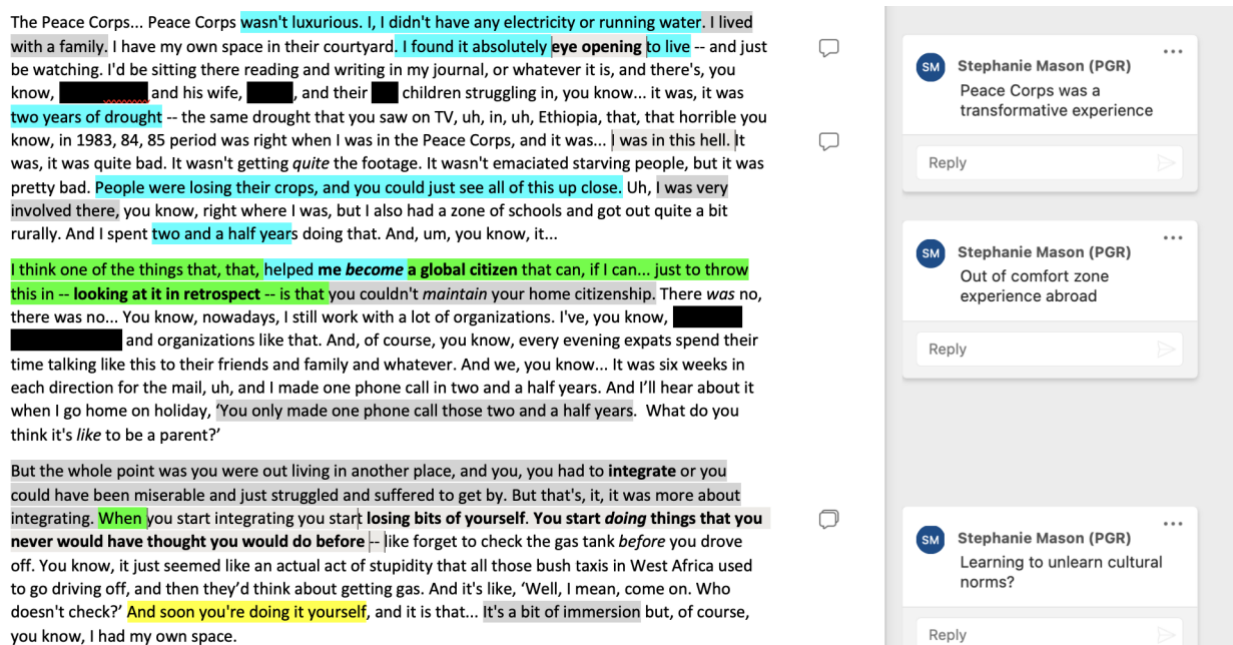 The Peace Corps... Peace Corps wasn't luxurious. I, I didn't have any electricity or running water. I lived
with a family. I have my own space in their courtyard. I found it absolutely eye opening to live -- and just
be watching. I'd be sitting there reading and writing in my journal, or whatever it is, and there's, you
know, and his wife, , and their children struggling in, you know... it was, it was
two years of drought -- the same drought that you saw on TV, uh, in, uh, Ethiopia, that, that horrible you
know, in 1983, 84, 85 period was right when I was in the Peace Corps, and it was... I was in this hell. It
was, it was quite bad. It wasn't getting quite the footage. It wasn't emaciated starving people, but it was
pretty bad. People were losing their crops, and you could just see all of this up close. Uh, I was very
involved there, you know, right where I was, but I also had a zone of schools and got out quite a bit
rurally. And I spent two and a half years doing that. And, um, you know, it...
I think one of the things that, that, helped me become a global citizen that can, if I can... just to throw
this in -- looking at it in retrospect -- is that you couldn't maintain your home citizenship. There was no,
there was no... You know, nowadays, I still work with a lot of organizations. I've, you know,
and organizations like that. And, of course, you know, every evening expats spend their
time talking like this to their friends and family and whatever. And we, you know... It was six weeks in
each direction for the mail, uh, and I made one phone call in two and a half years. And I'll hear about it
when I go home on holiday, 'You only made one phone call those two and a half years. What do you
think it's like to be a parent?'
But the whole point was you were out living in another place, and you, you had to integrate or you
could have been miserable and just struggled and suffered to get by. But that's, it, it was more about
integrating. When you start integrating you start losing bits of yourself. You start doing things that you
never would have thought you would do before -- like forget to check the gas tank before you drove
off. You know, it just seemed like an actual act of stupidity that all those bush taxis in West Africa used
to go driving off, and then they'd think about getting gas. And it's like, 'Well, I mean, come on. Who
doesn't check?' And soon you're doing it yourself, and it is that... It's a bit of immersion but, of course,
you know, I had my own space.
SM
Stephanie Mason (PGR)
Peace Corps was a
transformative experience
Reply
SM
Stephanie Mason (PGR)
Out of comfort zone
experience abroad
Reply
SM
Stephanie Mason (PGR)
Learning to unlearn cultural
norms?
Reply